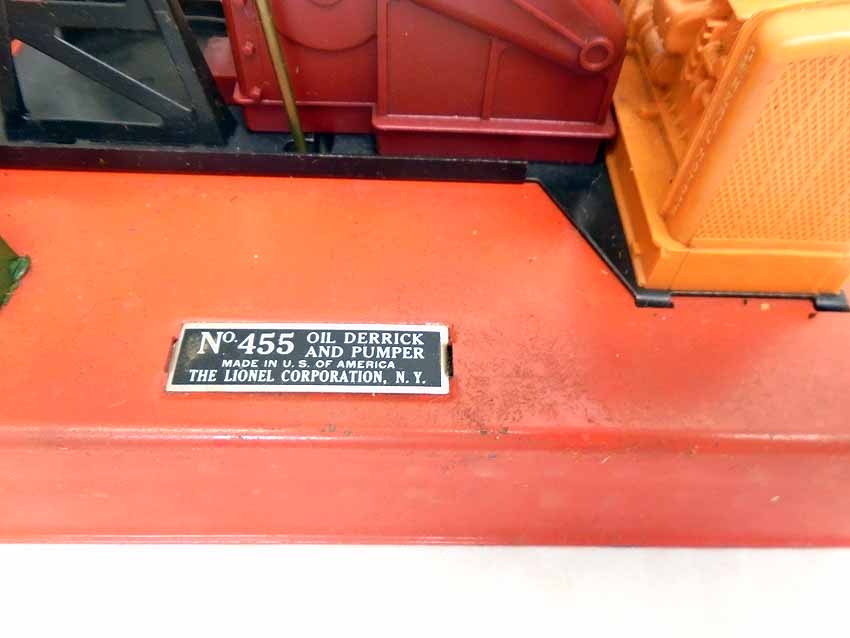 No. 455 OIL DERRICK
AND PUMPER
MADE IN U. S. OF AMERICA
THE LIONEL CORPORATION, N. Y.